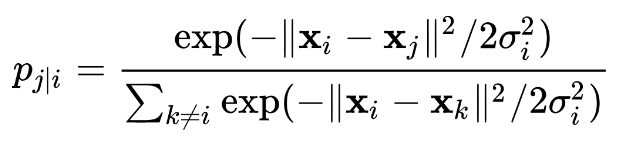 p_{j|i} = \frac{\exp(-\|\mathbf{x}_i - \mathbf{x}_j\|^2 / 2\sigma_i^2)}{\sum_{k \neq i} \exp(-\|\mathbf{x}_i - \mathbf{x}_k\|^2 / 2\sigma_i^2)}